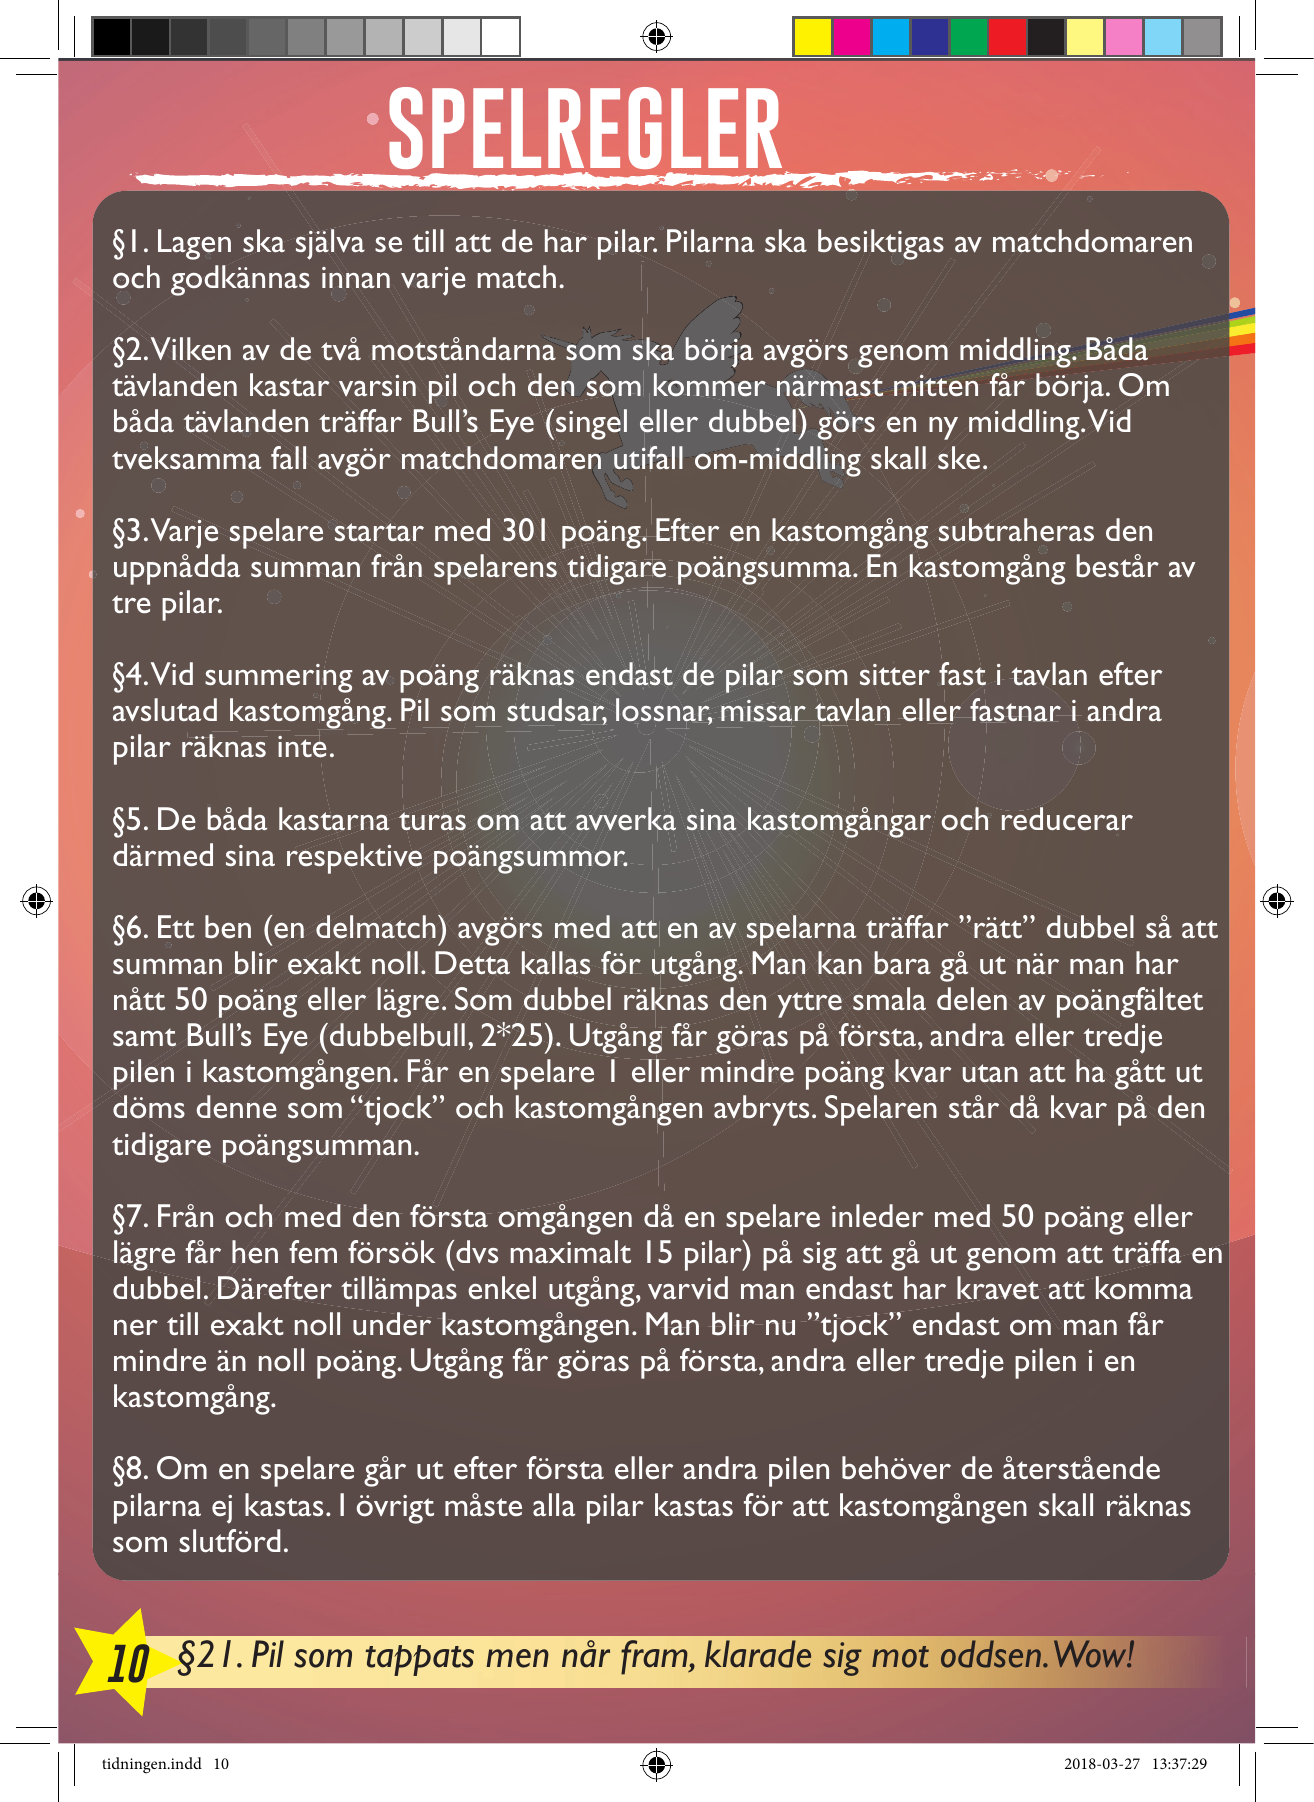 SPELREGLER
§1. Lagen ska själva se till att de har pilar. Pilarna ska besiktigas av matchdomaren
och godkännas innan varje match.
§2. Vilken av de två motståndarna som ska börja avgörs genom middling. Båda
tävlanden kastar varsin pil och den som kommer närmast mitten får börja. Om
båda tävlanden träffar Bull’s Eye (singel eller dubbel) görs en ny middling. Vid
tveksamma fall avgör matchdomaren utifall om-middling skall ske.
§3. Varje spelare startar med 301 poäng. Efter en kastomgång subtraheras den
uppnådda summan från spelarens tidigare poängsumma. En kastomgång består av
tre pilar.
§4. Vid summering av poäng räknas endast de pilar som sitter fast i tavlan efter
avslutad kastomgång. Pil som studsar, lossnar, missar tavlan eller fastnar i andra
pilar räknas inte.
§5. De båda kastarna turas om att avverka sina kastomgångar och reducerar
därmed sina respektive poängsummor.
§6. Ett ben (en delmatch) avgörs med att en av spelarna träffar ”rätt” dubbel så att
summan blir exakt noll. Detta kallas för utgång. Man kan bara gå ut när man har
nått 50 poäng eller lägre. Som dubbel räknas den yttre smala delen av poängfältet
samt Bull’s Eye (dubbelbull, 2*25). Utgång får göras på första, andra eller tredje
pilen i kastomgången. Får en spelare 1 eller mindre poäng kvar utan att ha gått ut
döms denne som “tjock” och kastomgången avbryts. Spelaren står då kvar på den
tidigare poängsumman.
§7. Från och med den första omgången då en spelare inleder med 50 poäng eller
lägre får hen fem försök (dvs maximalt 15 pilar) på sig att gå ut genom att träffa en
dubbel. Därefter tillämpas enkel utgång, varvid man endast har kravet att komma
ner till exakt noll under kastomgången. Man blir nu ”tjock” endast om man får
mindre än noll poäng. Utgång får göras på första, andra eller tredje pilen i en
kastomgång.
§8. Om en spelare går ut efter första eller andra pilen behöver de återstående
pilarna ej kastas. I övrigt måste alla pilar kastas för att kastomgången skall räknas
som slutförd.
10 §21. Pil som tappats men når fram, klarade sig mot oddsen. Wow!
tidningen.indd 10 2018-03-27 13:37:29